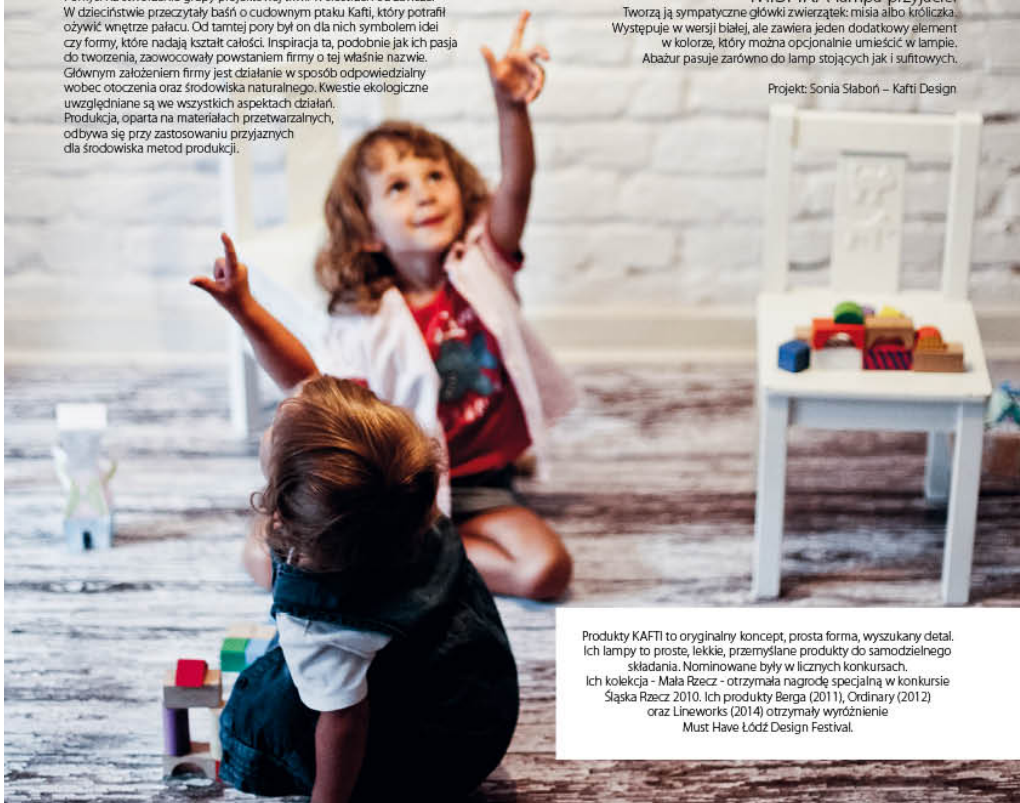 W dzieciństwie przeczytały baśń o cudownym ptaku Kafti, który potrafił
ożywić wnętrze pałacu. Od tamtej pory był on dla nich symbolem idei
czy formy, które nadają kształt całości. Inspiracja ta, podobnie jak ich pasja
do tworzenia, zaowocowały powstaniem firmy o tej właśnie nazwie.
Głównym założeniem firmy jest działanie w sposób odpowiedzialny
wobec otoczenia oraz środowiska naturalnego. Kwestie ekologiczne
uwzględniane są we wszystkich aspektach działań.
Produkcja, oparta na materiałach przetwarzalnych,
odbywa się przy zastosowaniu przyjaznych
dla środowiska metod produkcji.
Tworzą ją sympatyczne główki zwierzątek: misia albo króliczka.
Występuje w wersji białej, ale zawiera jeden dodatkowy element
w kolorze, który można opcjonalnie umieścić w lampie.
Abażur pasuje zarówno do lamp stojących jak i sufitowych.
Projekt: Sonia Słaboń – Kafti Design
Produkty KAFTI to oryginalny koncept, prosta forma, wyszukany detal.
Ich lampy to proste, lekkie, przemyślane produkty do samodzielnego
składania. Nominowane były w licznych konkursach.
Ich kolekcja - Mała Rzecz - otrzymała nagrodę specjalną w konkursie
Śląska Rzecz 2010. Ich produkty Berga (2011), Ordinary (2012)
oraz Lineworks (2014) otrzymały wyróżnienie
Must Have Łódź Design Festival.